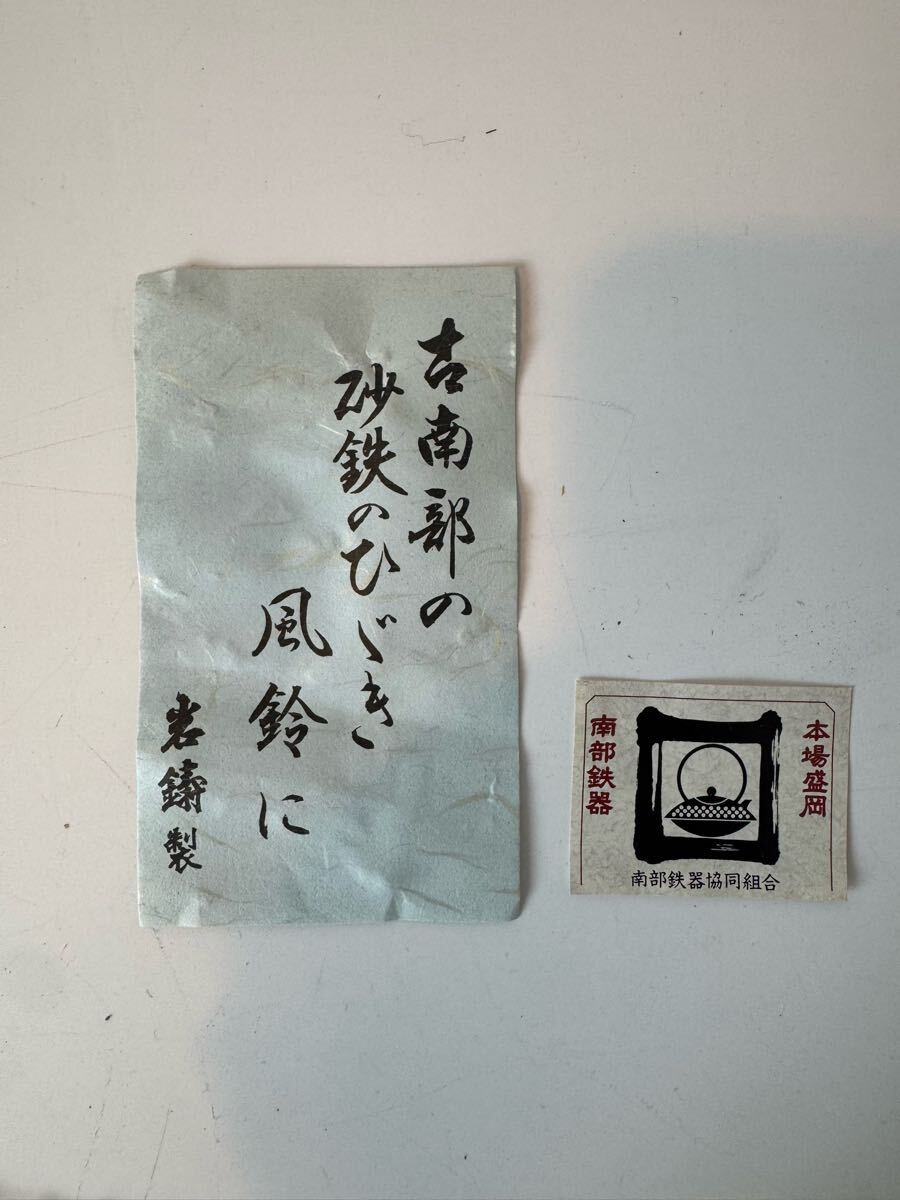 古南部の
砂鉄のひゞき
風鈴に
岩鋳製
本場盛岡
南部鉄器
南部鉄器協同組合